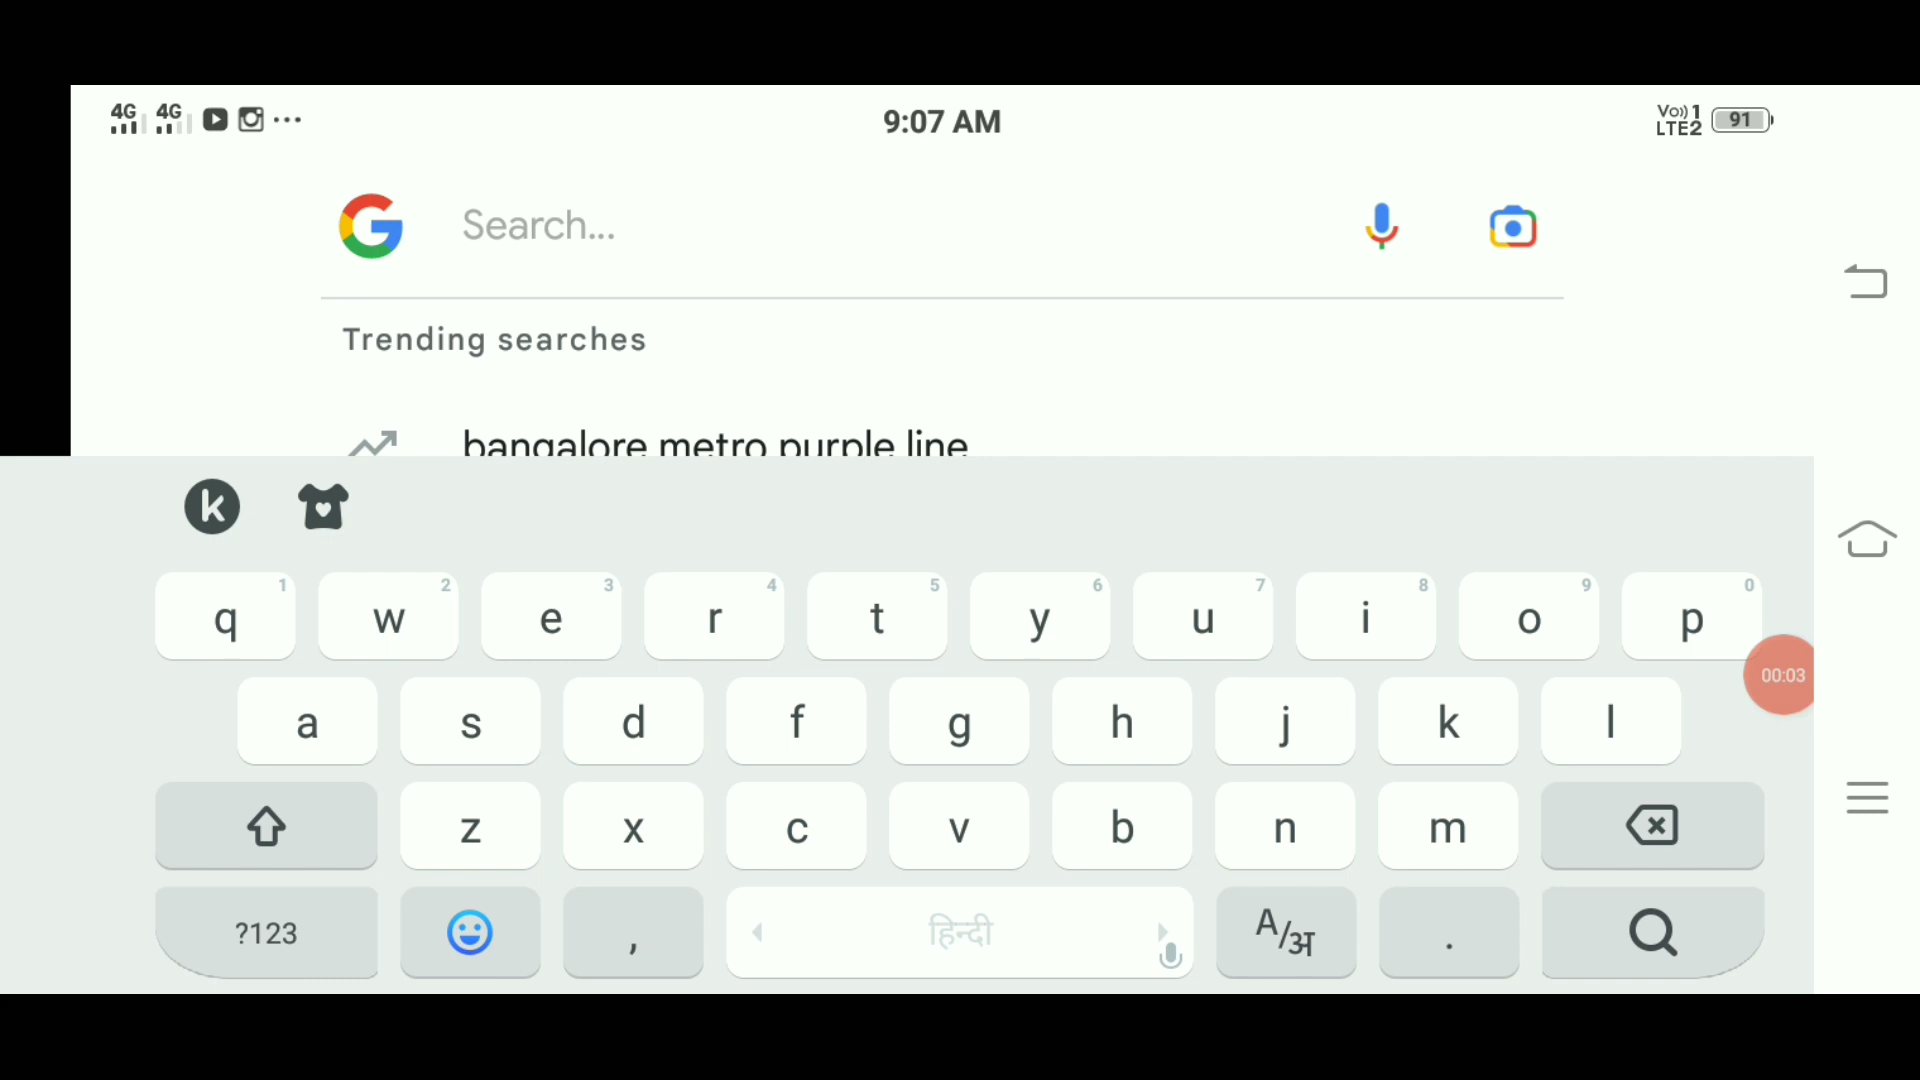 4G 4G 9:07 AM Vo)) 1 LTE2 91
Search...
Trending searches
bangalore metro purple line
k
q 1 w 2 e 3 r 4 t 5 y 6 u 7 i 8 o 9 p 0
00:03
a s d f g h j k l
z x c v b n m
?123 , हिन्दी A/अ .